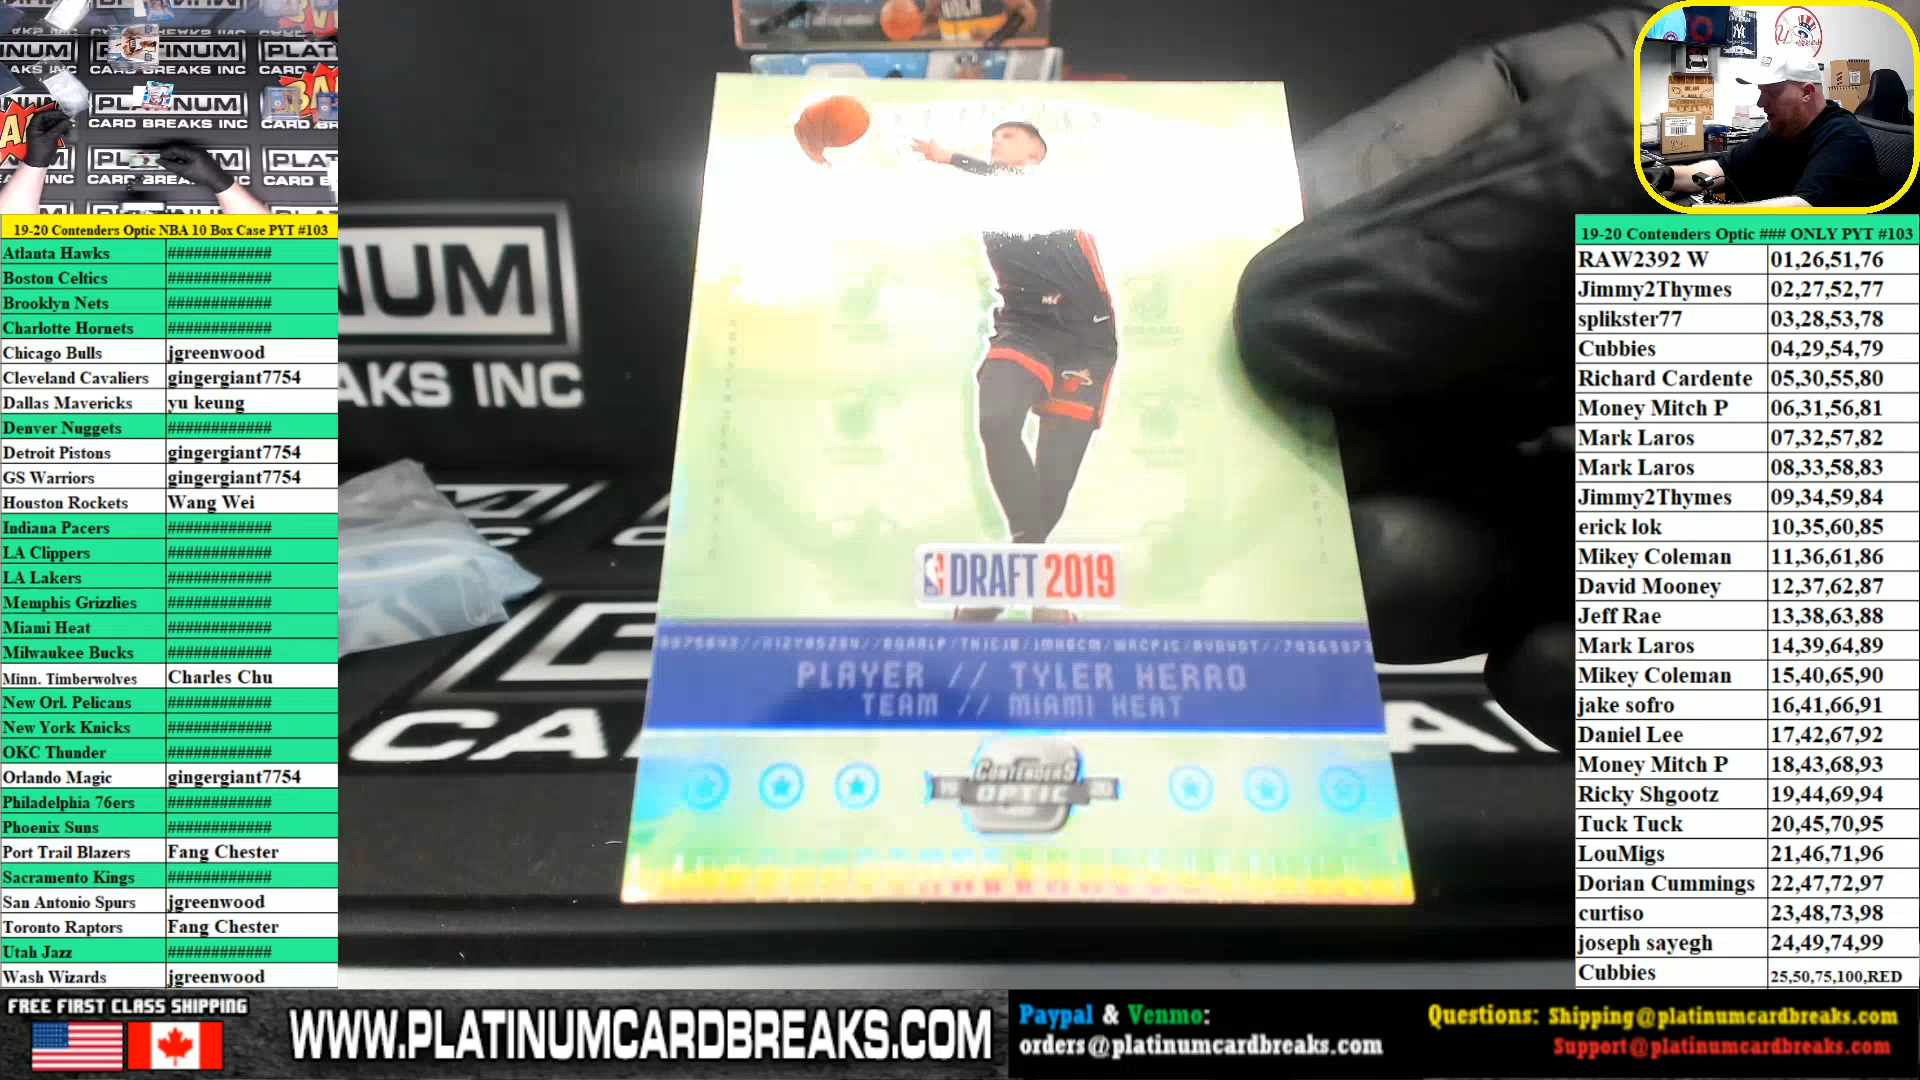 PLATINUM
CARD BREAKS INC
19-20 Contenders Optic NBA 10 Box Case PYT #103
Atlanta Hawks ############
Boston Celtics ############
Brooklyn Nets ############
Charlotte Hornets ############
Chicago Bulls jgreenwood
Cleveland Cavaliers gingergiant7754
Dallas Mavericks yu keung
Denver Nuggets ############
Detroit Pistons gingergiant7754
GS Warriors gingergiant7754
Houston Rockets Wang Wei
Indiana Pacers ############
LA Clippers ############
LA Lakers ############
Memphis Grizzlies ############
Miami Heat ############
Milwaukee Bucks ############
Minn. Timberwolves Charles Chu
New Orl. Pelicans ############
New York Knicks ############
OKC Thunder ############
Orlando Magic gingergiant7754
Philadelphia 76ers ############
Phoenix Suns ############
Port Trail Blazers Fang Chester
Sacramento Kings ############
San Antonio Spurs jgreenwood
Toronto Raptors Fang Chester
Utah Jazz ############
Wash Wizards jgreenwood
NUM
AKS INC
CA
DRAFT 2019
PLAYER // TYLER HERRO
TEAM // MIAMI HEAT
19 CONTENDERS 20
OPTIC
19-20 Contenders Optic ### ONLY PYT #103
RAW2392 W 01,26,51,76
Jimmy2Thymes 02,27,52,77
splikster77 03,28,53,78
Cubbies 04,29,54,79
Richard Cardente 05,30,55,80
Money Mitch P 06,31,56,81
Mark Laros 07,32,57,82
Mark Laros 08,33,58,83
Jimmy2Thymes 09,34,59,84
erick lok 10,35,60,85
Mikey Coleman 11,36,61,86
David Mooney 12,37,62,87
Jeff Rae 13,38,63,88
Mark Laros 14,39,64,89
Mikey Coleman 15,40,65,90
jake sofro 16,41,66,91
Daniel Lee 17,42,67,92
Money Mitch P 18,43,68,93
Ricky Shgootz 19,44,69,94
Tuck Tuck 20,45,70,95
LouMigs 21,46,71,96
Dorian Cummings 22,47,72,97
curtiso 23,48,73,98
joseph sayegh 24,49,74,99
Cubbies 25,50,75,100,RED
FREE FIRST CLASS SHIPPING
WWW.PLATINUMCARDBREAKS.COM
Paypal & Venmo:
orders@platinumcardbreaks.com
Questions: Shipping@platinumcardbreaks.com
Support@platinumcardbreaks.com